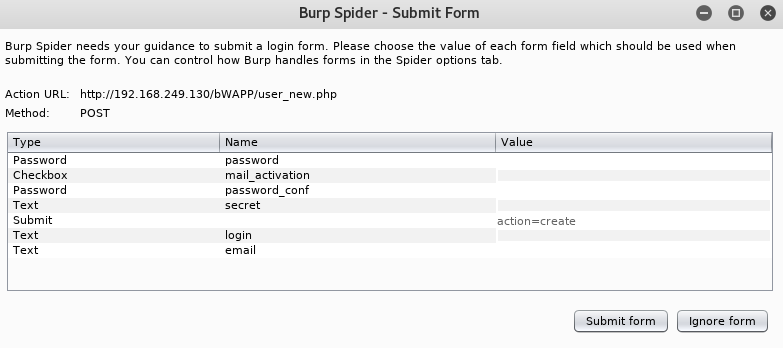 Burp Spider - Submit Form
Burp Spider needs your guidance to submit a login form. Please choose the value of each form field which should be used when
submitting the form. You can control how Burp handles forms in the Spider options tab.
Action URL: http://192.168.249.130/bWAPP/user_new.php
Method: POST
Type Name Value
Password password
Checkbox mail_activation
Password password_conf
Text secret
Submit action=create
Text login
Text email
Submit form Ignore form